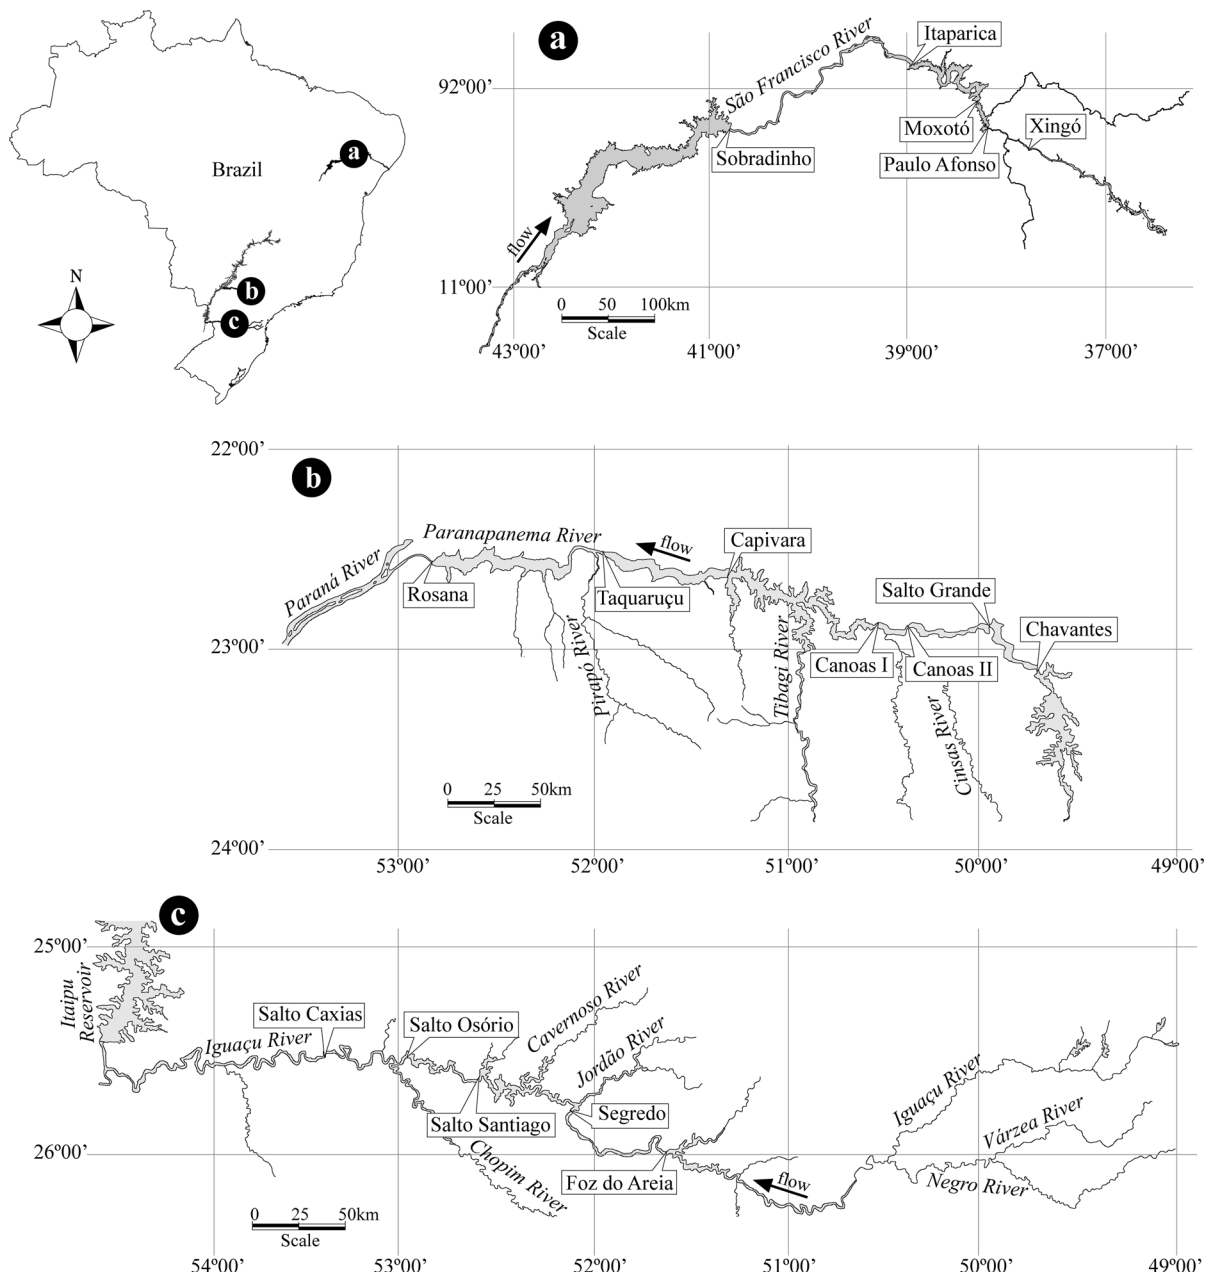 Brazil
a
b
c
N
a
São Francisco River
Itaparica
92º00’
Moxotó
Xingó
Sobradinho
Paulo Afonso
flow
11º00’
0 50 100km
Scale
43º00’ 41º00’ 39º00’ 37º00’
22º00’
b
Paranapanema River
flow
Capivara
Paraná River
Rosana
Taquaruçu
Salto Grande
Chavantes
23º00’
Pirapó River
Tibagi River
Canoas I
Canoas II
Cinsas River
0 25 50km
Scale
24º00’
53º00’ 52º00’ 51º00’ 50º00’ 49º00’
c
25º00’
Itaipu
Reservoir
Salto Caxias
Iguaçu River
Salto Osório
Cavernoso River
Jordão River
Segredo
Salto Santiago
Iguaçu River
Várzea River
26º00’
Chopim River
Foz do Areia
flow
Negro River
0 25 50km
Scale
54º00’ 53º00’ 52º00’ 51º00’ 50º00’ 49º00’